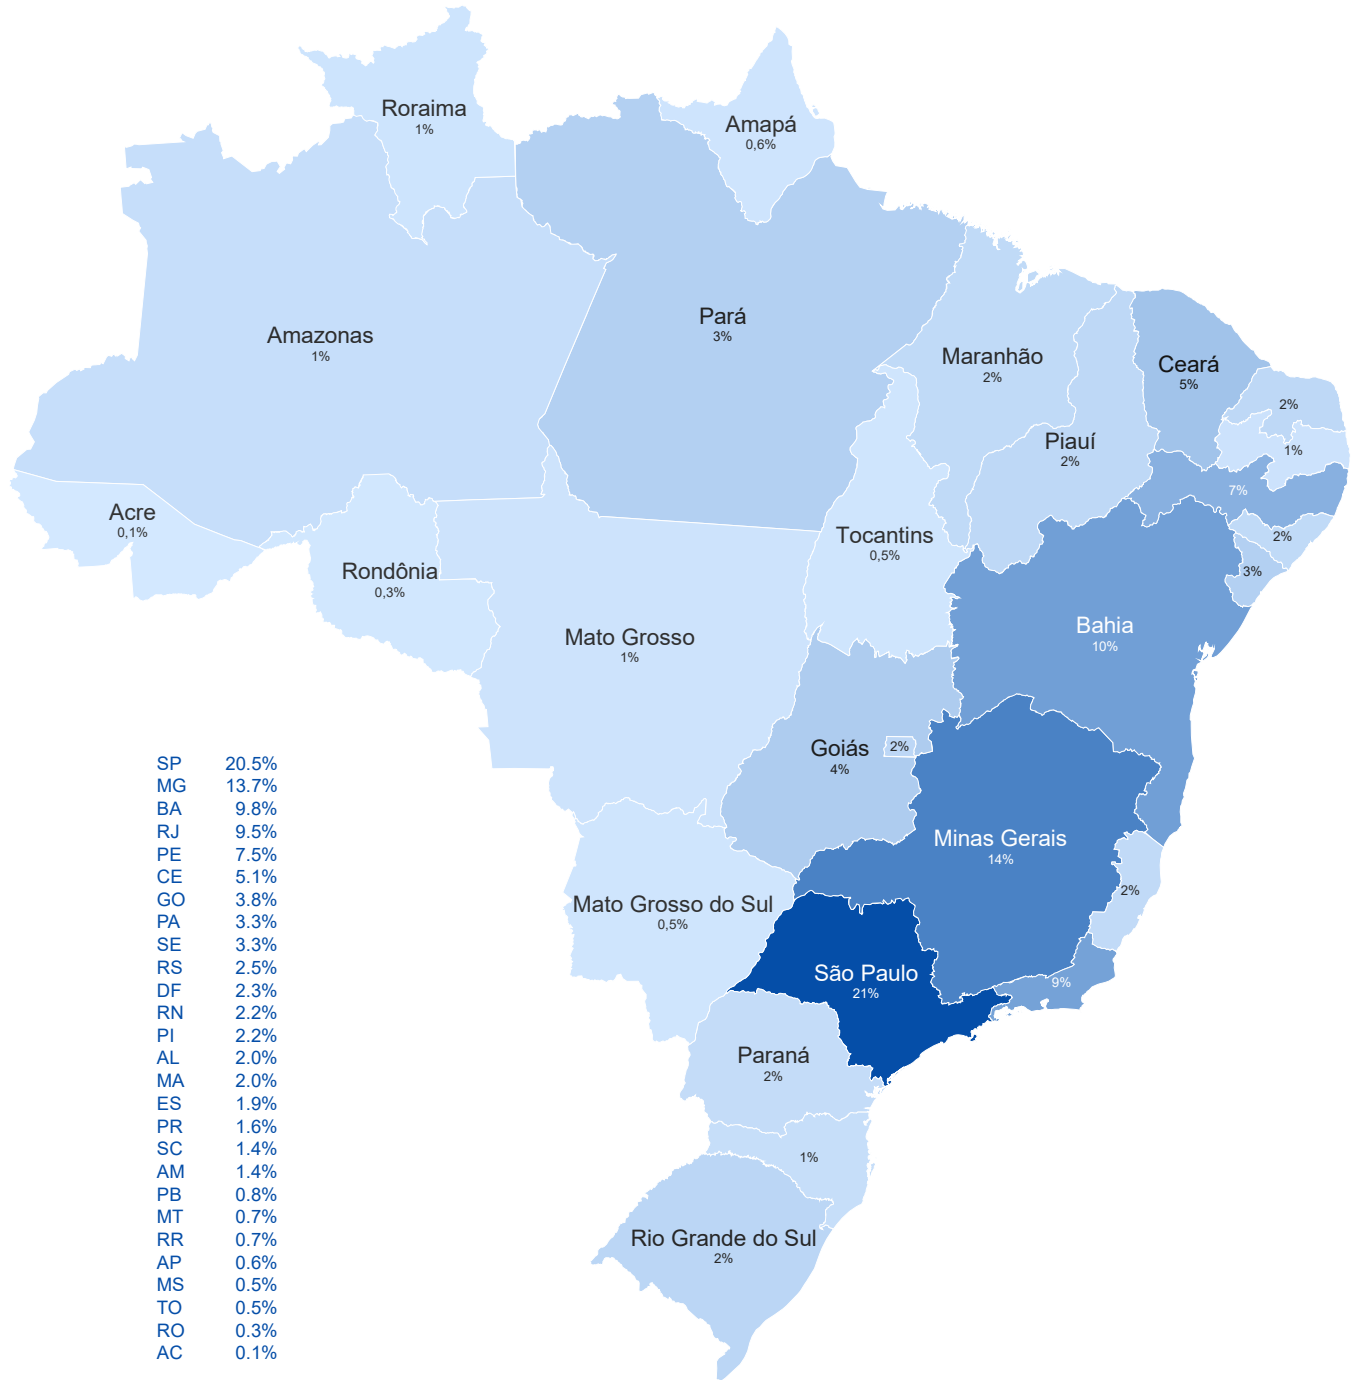 Roraima
1%
Amapá
0,6%
Amazonas
1%
Pará
3%
Maranhão
2%
Ceará
5%
2%
Piauí
2%
1%
7%
Acre
0,1%
Tocantins
0,5%
2%
Rondônia
0,3%
3%
Mato Grosso
1%
Bahia
10%
Goiás
4%
2%
Minas Gerais
14%
2%
Mato Grosso do Sul
0,5%
São Paulo
21%
9%
Paraná
2%
1%
Rio Grande do Sul
2%
SP 20.5%
MG 13.7%
BA 9.8%
RJ 9.5%
PE 7.5%
CE 5.1%
GO 3.8%
PA 3.3%
SE 3.3%
RS 2.5%
DF 2.3%
RN 2.2%
PI 2.2%
AL 2.0%
MA 2.0%
ES 1.9%
PR 1.6%
SC 1.4%
AM 1.4%
PB 0.8%
MT 0.7%
RR 0.7%
AP 0.6%
MS 0.5%
TO 0.5%
RO 0.3%
AC 0.1%